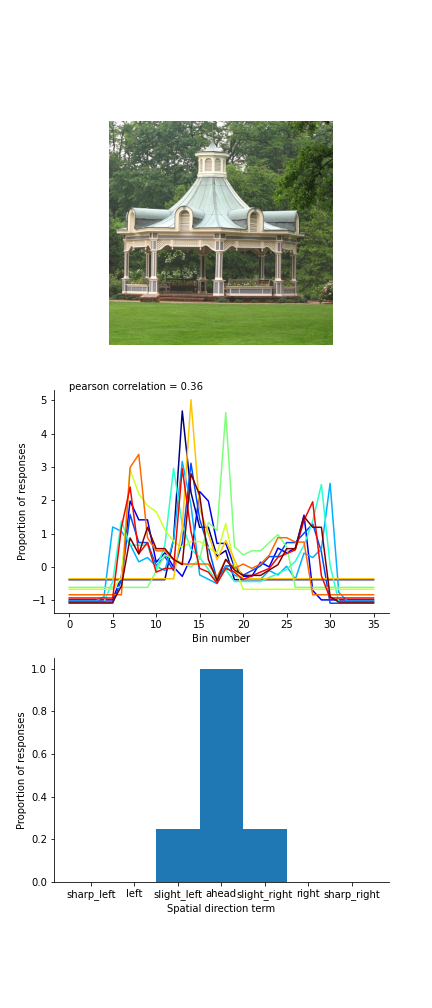 pearson correlation = 0.36
5
4
3
2
1
0
−1
Proportion of responses
0 5 10 15 20 25 30 35
Bin number
1.0
0.8
0.6
0.4
0.2
0.0
Proportion of responses
sharp_left left slight_left ahead slight_right right sharp_right
Spatial direction term